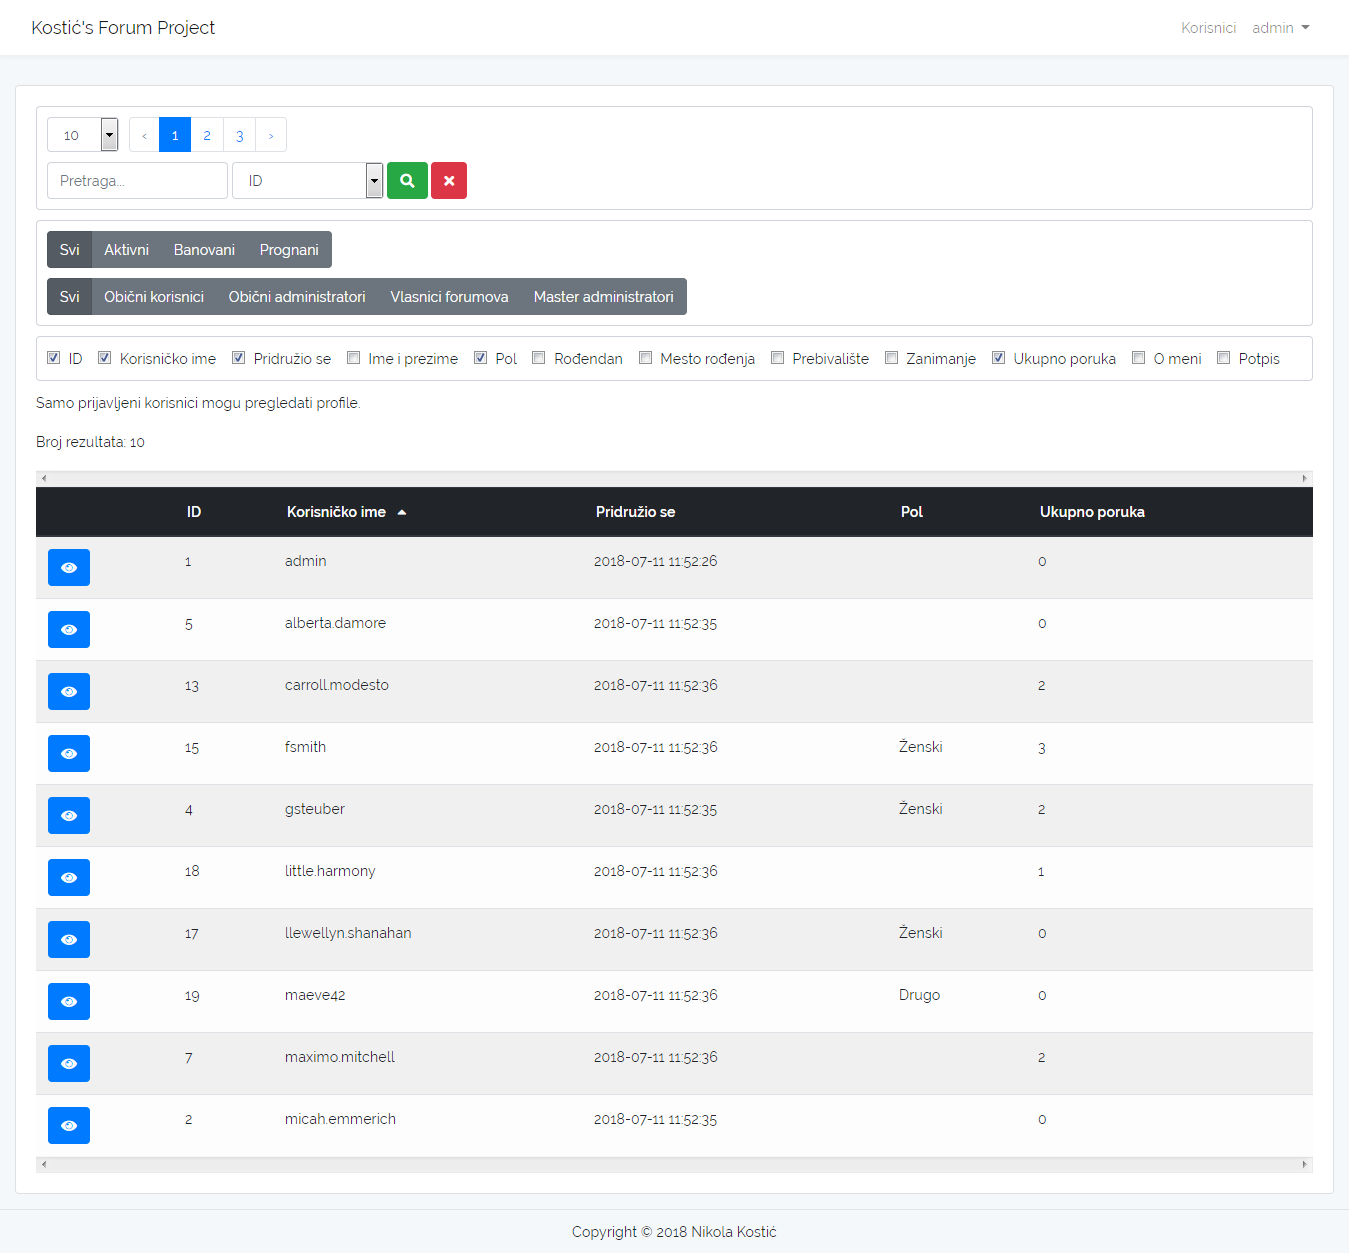 Kostić's Forum Project Korisnici admin
10 ‹ 1 2 3 ›
Pretraga... ID
Svi Aktivni Banovani Prognani
Svi Obični korisnici Obični administratori Vlasnici forumova Master administratori
ID Korisničko ime Pridružio se Ime i prezime Pol Rođendan Mesto rođenja Prebivalište Zanimanje Ukupno poruka O meni Potpis
Samo prijavljeni korisnici mogu pregledati profile.
Broj rezultata: 10
ID Korisničko ime Pridružio se Pol Ukupno poruka
1 admin 2018-07-11 11:52:26 0
5 alberta.damore 2018-07-11 11:52:35 0
13 carroll.modesto 2018-07-11 11:52:36 2
15 fsmith 2018-07-11 11:52:36 Ženski 3
4 gsteuber 2018-07-11 11:52:35 Ženski 2
18 little.harmony 2018-07-11 11:52:36 1
17 llewellyn.shanahan 2018-07-11 11:52:36 Ženski 0
19 maeve42 2018-07-11 11:52:36 Drugo 0
7 maximo.mitchell 2018-07-11 11:52:36 2
2 micah.emmerich 2018-07-11 11:52:35 0
Copyright © 2018 Nikola Kostić